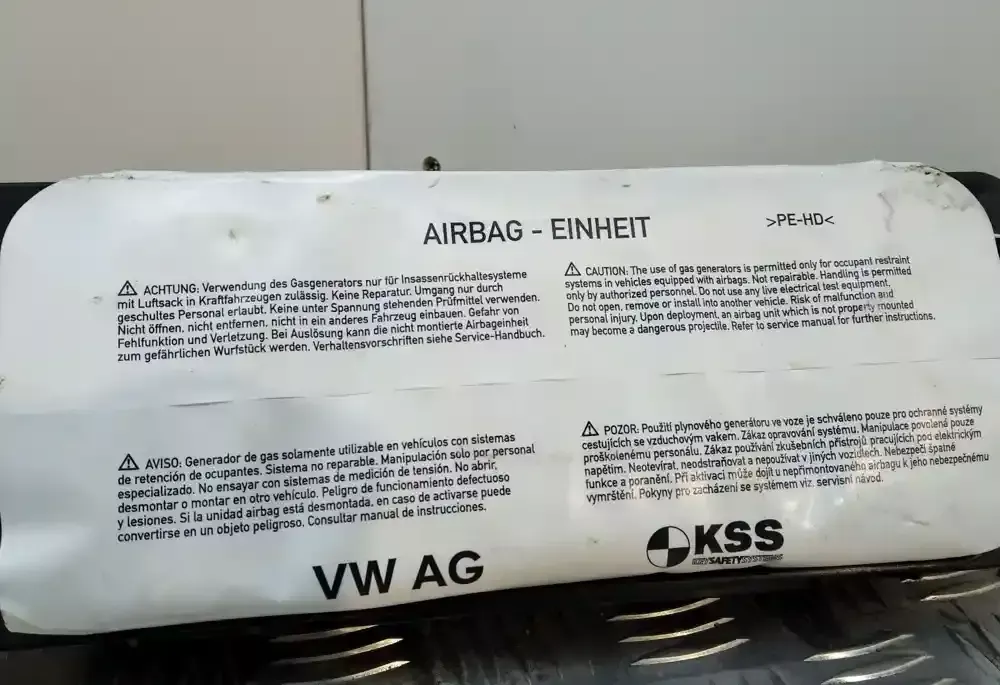 AIRBAG - EINHEIT
>PE-HD<
⚠ ACHTUNG: Verwendung des Gasgenerators nur für Insassenrückhaltesysteme
mit Luftsack in Kraftfahrzeugen zulässig. Keine Reparatur. Umgang nur durch
geschultes Personal erlaubt. Keine unter Spannung stehenden Prüfmittel verwenden.
Nicht öffnen, nicht entfernen, nicht in ein anderes Fahrzeug einbauen. Gefahr von
Fehlfunktion und Verletzung. Bei Auslösung kann die nicht montierte Airbageinheit
zum gefährlichen Wurfstück werden. Verhaltensvorschriften siehe Service-Handbuch.
⚠ CAUTION: The use of gas generators is permitted only for occupant restraint
systems in vehicles equipped with airbags. Not repairable. Handling is permitted
only by authorized personnel. Do not use any live electrical test equipment.
Do not open, remove or install into another vehicle. Risk of malfunction and
personal injury. Upon deployment, an airbag unit which is not property mounted
may become a dangerous projectile. Refer to service manual for further instructions.
⚠ AVISO: Generador de gas solamente utilizable en vehículos con sistemas
de retención de ocupantes. Sistema no reparable. Manipulación solo por personal
especializado. No ensayar con sistemas de medición de tensión. No abrir,
desmontar o montar en otro vehículo. Peligro de funcionamiento defectuoso
y lesiones. Si la unidad airbag está desmontada, en caso de activarse puede
convertirse en un objeto peligroso. Consultar manual de instrucciones.
⚠ POZOR: Použití plynového generátoru ve voze je schváleno pouze pro ochranné systémy
cestujících se vzduchovým vakem. Zákaz opravování systému. Manipulace povolená pouze
proškolenému personálu. Zákaz používání zkušebních přístrojů pracujících pod elektrickým
napětím. Neotevírat, neodstraňovat a nepoužívat v jiných vozidlech. Nebezpečí špatné
funkce a poranění. Při aktivaci může dojít u nepřimontovaného airbagu k jeho nebezpečnému
vymrštění. Pokyny pro zacházení se systémem viz. servisní návod.
VW AG
KSS
KEY SAFETY SYSTEMS